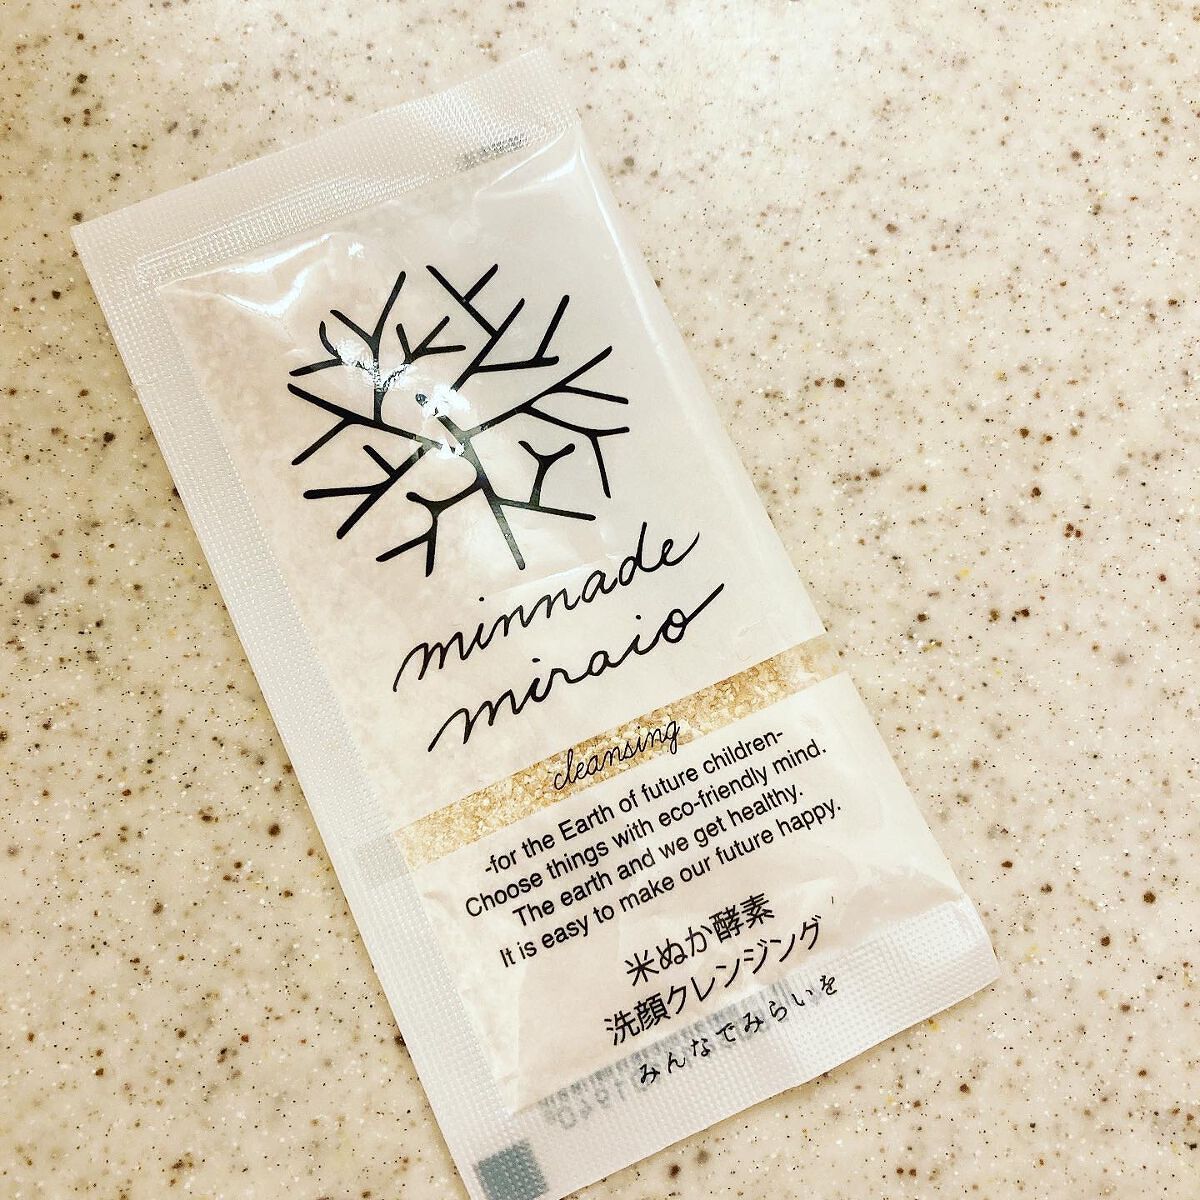 minnade
miraio
cleansing
-for the Earth of future children-
Choose things with eco-friendly mind.
The earth and we get healthy.
It is easy to make our future happy.
米ぬか酵素
洗顔クレンジング
みんなでみらいを